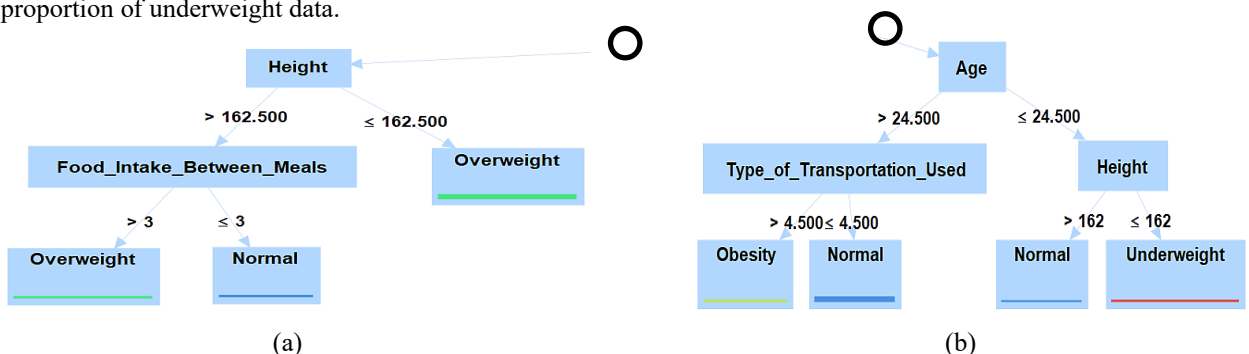 proportion of underweight data.
Height
> 162.500
≤ 162.500
Food_Intake_Between_Meals
Overweight
> 3
≤ 3
Overweight
Normal
(a)
Age
> 24.500
≤ 24.500
Type_of_Transportation_Used
Height
> 4.500
≤ 4.500
> 162
≤ 162
Obesity
Normal
Normal
Underweight
(b)